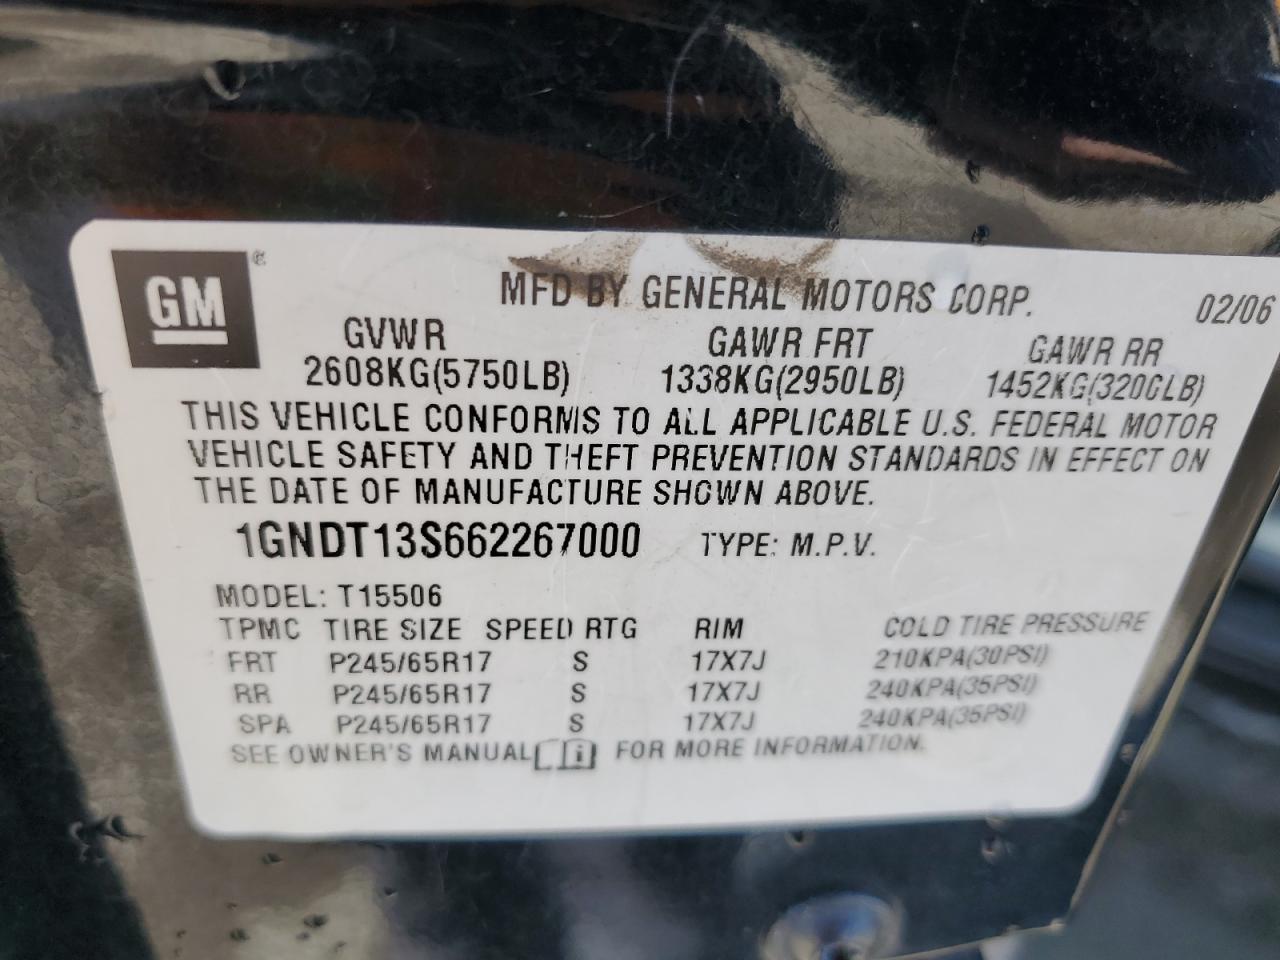 GM
MFD BY GENERAL MOTORS CORP. 02/06
GVWR GAWR FRT GAWR RR
2608KG(5750LB) 1338KG(2950LB) 1452KG(3200LB)
THIS VEHICLE CONFORMS TO ALL APPLICABLE U.S. FEDERAL MOTOR
VEHICLE SAFETY AND THEFT PREVENTION STANDARDS IN EFFECT ON
THE DATE OF MANUFACTURE SHOWN ABOVE.
1GNDT13S662267000 TYPE: M.P.V.
MODEL: T15506
TPMC TIRE SIZE SPEED RTG RIM COLD TIRE PRESSURE
FRT P245/65R17 S 17X7J 210KPA(30PSI)
RR P245/65R17 S 17X7J 240KPA(35PSI)
SPA P245/65R17 S 17X7J 240KPA(35PSI)
SEE OWNER'S MANUAL i FOR MORE INFORMATION.